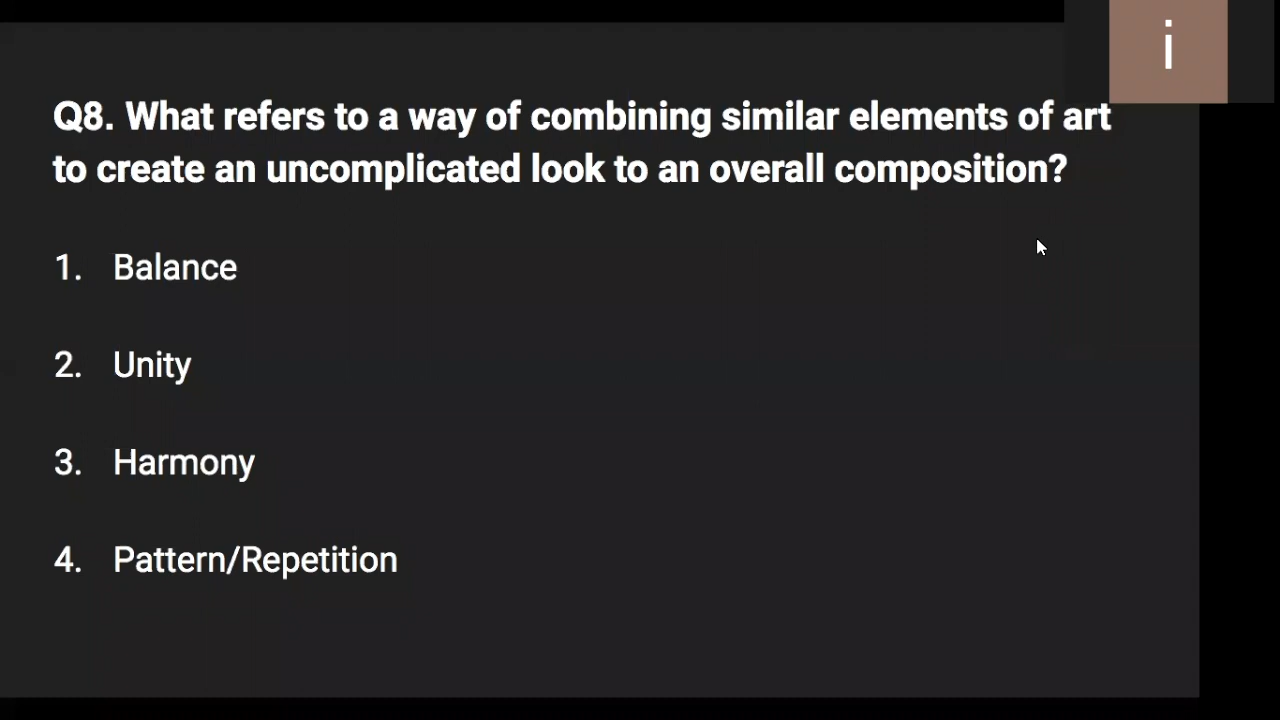 i
Q8. What refers to a way of combining similar elements of art
to create an uncomplicated look to an overall composition?
1. Balance
2. Unity
3. Harmony
4. Pattern/Repetition